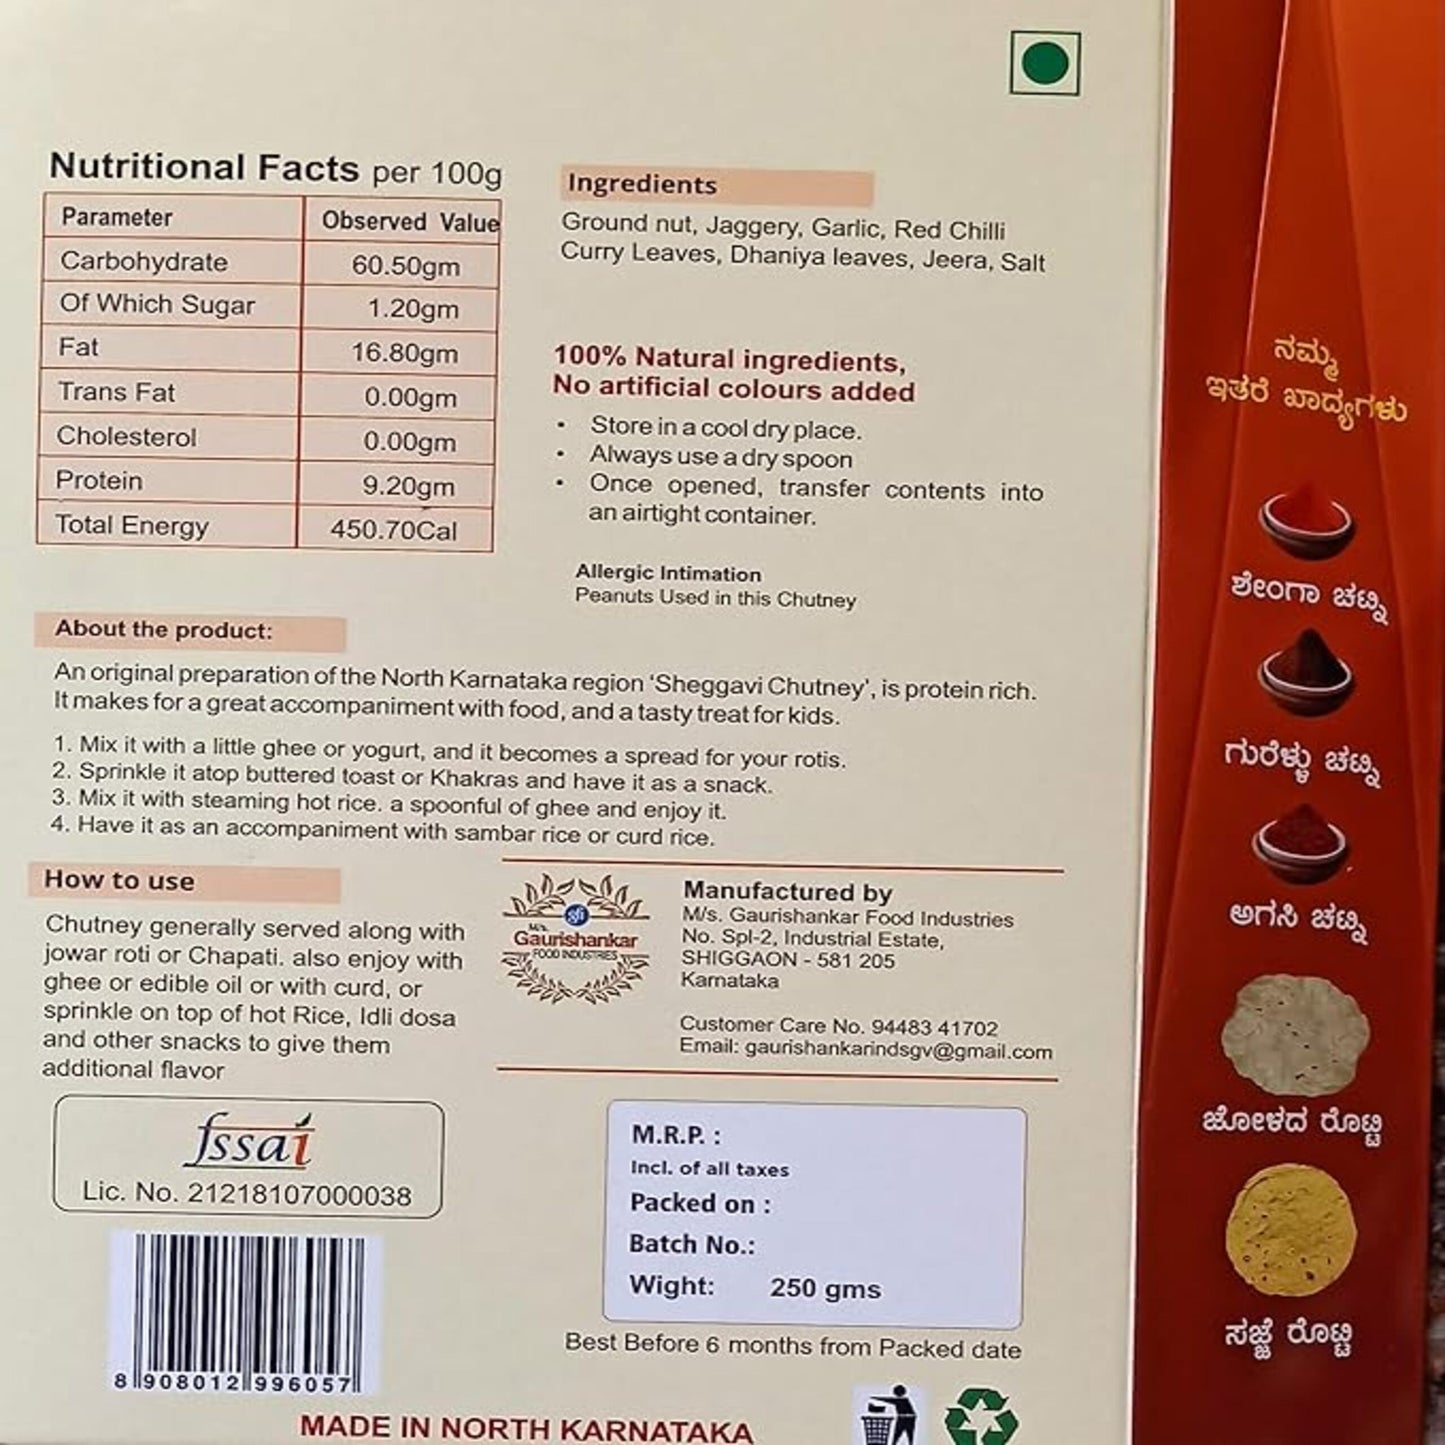 Nutritional Facts per 100g
Parameter Observed Value
Carbohydrate 60.50gm
Of Which Sugar 1.20gm
Fat 16.80gm
Trans Fat 0.00gm
Cholesterol 0.00gm
Protein 9.20gm
Total Energy 450.70Cal
Ingredients
Ground nut, Jaggery, Garlic, Red Chilli
Curry Leaves, Dhaniya leaves, Jeera, Salt
100% Natural ingredients,
No artificial colours added
• Store in a cool dry place.
• Always use a dry spoon
• Once opened, transfer contents into
an airtight container.
Allergic Intimation
Peanuts Used in this Chutney
About the product:
An original preparation of the North Karnataka region ‘Sheggavi Chutney’, is protein rich.
It makes for a great accompaniment with food, and a tasty treat for kids.
1. Mix it with a little ghee or yogurt, and it becomes a spread for your rotis.
2. Sprinkle it atop buttered toast or Khakras and have it as a snack.
3. Mix it with steaming hot rice. a spoonful of ghee and enjoy it.
4. Have it as an accompaniment with sambar rice or curd rice.
How to use
Chutney generally served along with
jowar roti or Chapati. also enjoy with
ghee or edible oil or with curd, or
sprinkle on top of hot Rice, Idli dosa
and other snacks to give them
additional flavor
gfi
M/s.
Gaurishankar
FOOD INDUSTRIES
Manufactured by
M/s. Gaurishankar Food Industries
No. Spl-2, Industrial Estate,
SHIGGAON - 581 205
Karnataka
Customer Care No. 94483 41702
Email: gaurishankarindsgv@gmail.com
fssai
Lic. No. 21218107000038
8 908012 996057
M.R.P. :
Incl. of all taxes
Packed on :
Batch No.:
Wight: 250 gms
Best Before 6 months from Packed date
MADE IN NORTH KARNATAKA
ನಮ್ಮ
ಇತರೆ ಖಾದ್ಯಗಳು
ಶೇಂಗಾ ಚಟ್ನಿ
ಗುರೆಳ್ಳು ಚಟ್ನಿ
ಅಗಸಿ ಚಟ್ನಿ
ಜೋಳದ ರೊಟ್ಟಿ
ಸಜ್ಜೆ ರೊಟ್ಟಿ